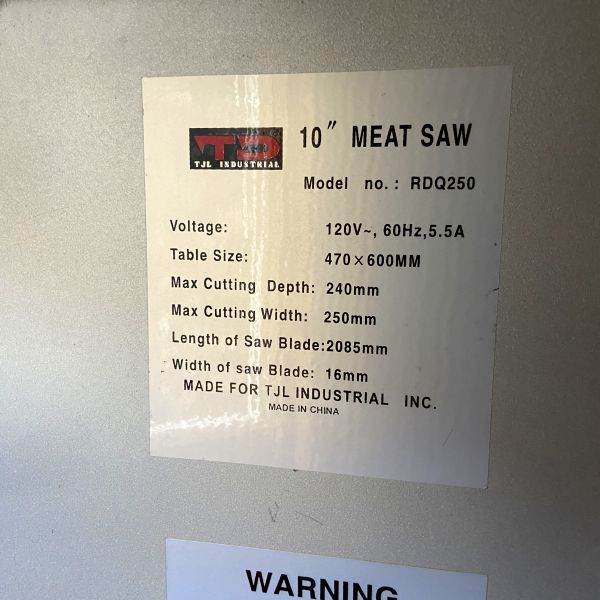 TJL INDUSTRIAL
10" MEAT SAW
Model no.: RDQ250
Voltage: 120V~, 60Hz,5.5A
Table Size: 470×600MM
Max Cutting Depth: 240mm
Max Cutting Width: 250mm
Length of Saw Blade:2085mm
Width of saw Blade: 16mm
MADE FOR TJL INDUSTRIAL INC.
MADE IN CHINA
WARNING